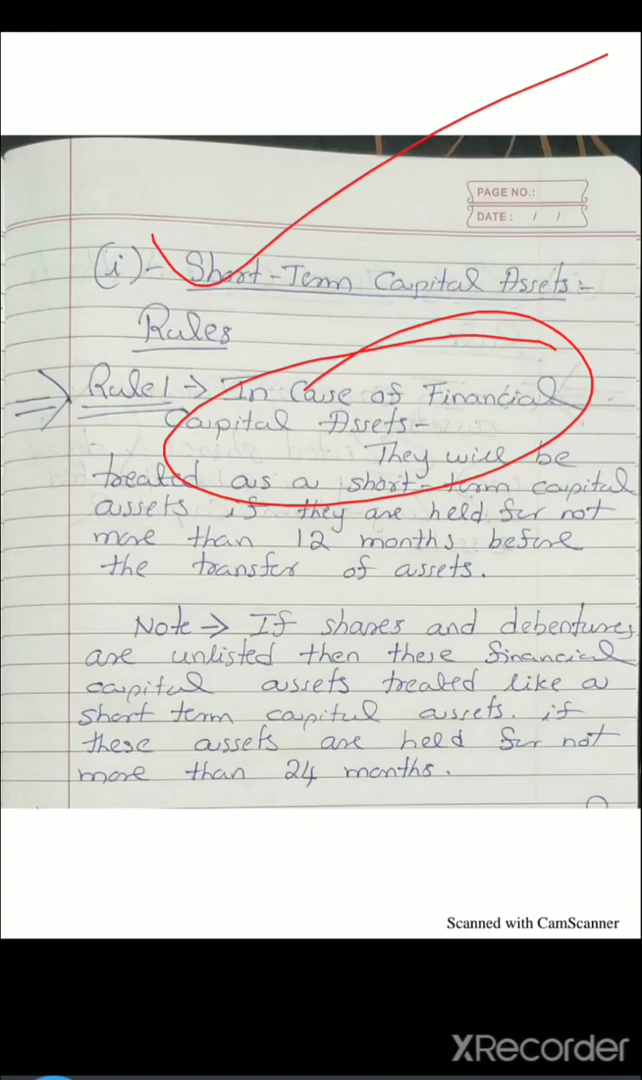 PAGE NO.:
DATE: / /
(i)- Short-Term Capital Assets:-
Rules
⇒ Rule 1 → In Case of Financial
Capital Assets-
They will be
treated as a short-term capital
assets if they are held for not
more than 12 months before
the transfer of assets.
Note → If shares and debentures
are unlisted then these financial
capital assets treated like a
short term capital assets. if
these assets are held for not
more than 24 months.
Scanned with CamScanner
XRecorder